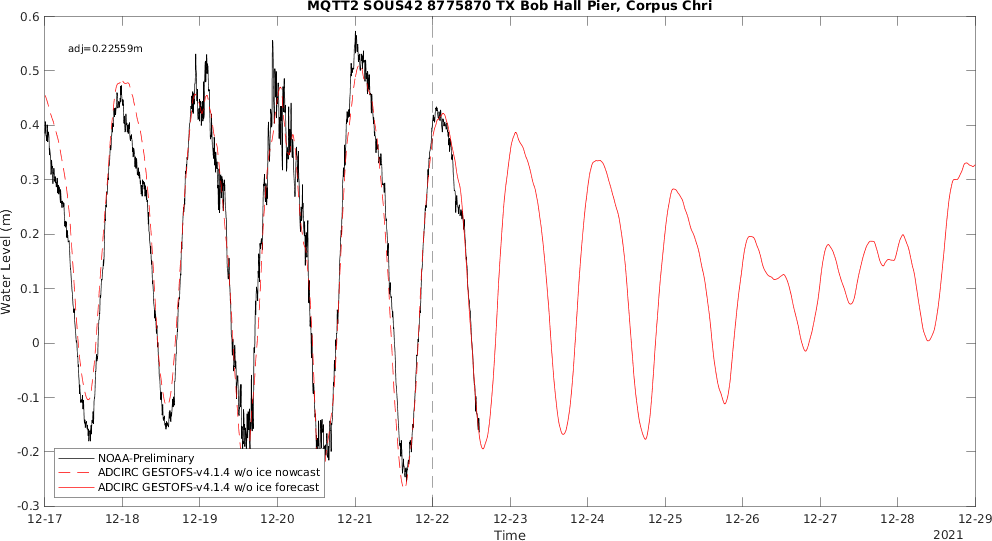 MQTT2 SOUS42 8775870 TX Bob Hall Pier, Corpus Chri
adj=0.22559m
Water Level (m)
0.6
0.5
0.4
0.3
0.2
0.1
0
-0.1
-0.2
-0.3
NOAA-Preliminary
ADCIRC GESTOFS-v4.1.4 w/o ice nowcast
ADCIRC GESTOFS-v4.1.4 w/o ice forecast
12-17 12-18 12-19 12-20 12-21 12-22 12-23 12-24 12-25 12-26 12-27 12-28 12-29
Time
2021